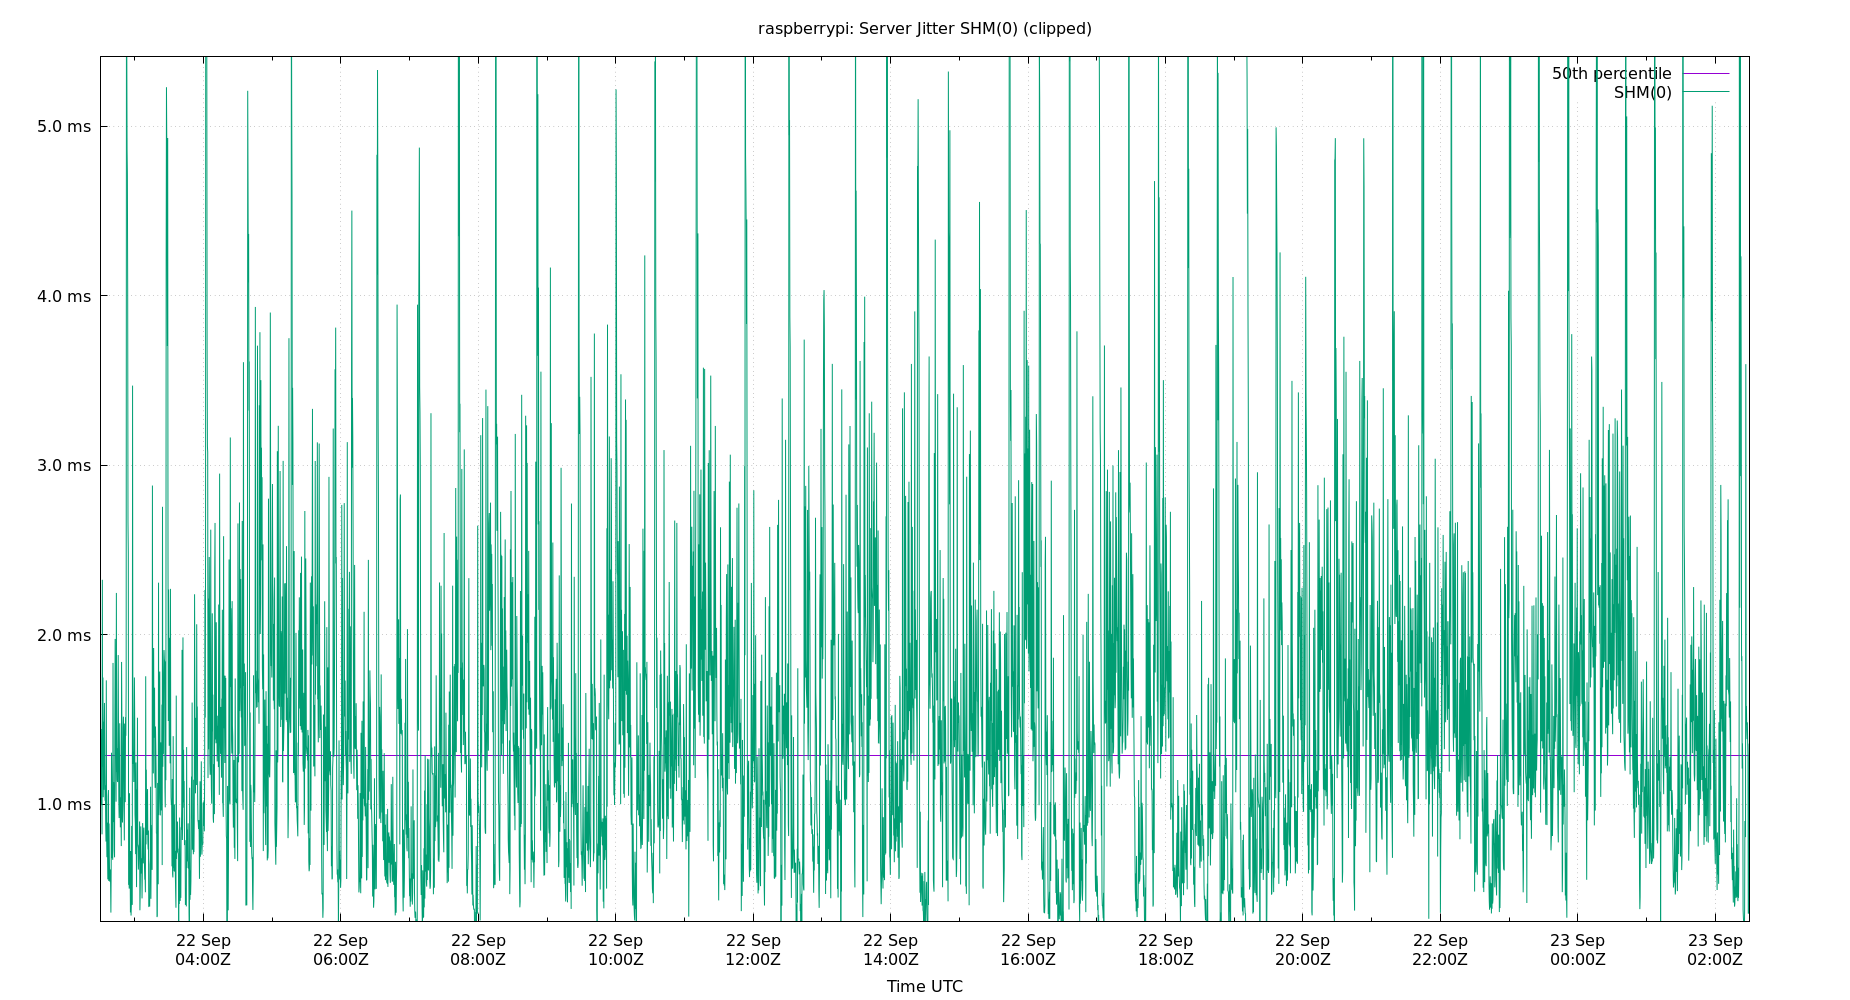 raspberrypi: Server Jitter SHM(0) (clipped)
50th percentile
SHM(0)
5.0 ms
4.0 ms
3.0 ms
2.0 ms
1.0 ms
22 Sep 22 Sep 22 Sep 22 Sep 22 Sep 22 Sep 22 Sep 22 Sep 22 Sep 22 Sep 23 Sep 23 Sep
04:00Z 06:00Z 08:00Z 10:00Z 12:00Z 14:00Z 16:00Z 18:00Z 20:00Z 22:00Z 00:00Z 02:00Z
Time UTC